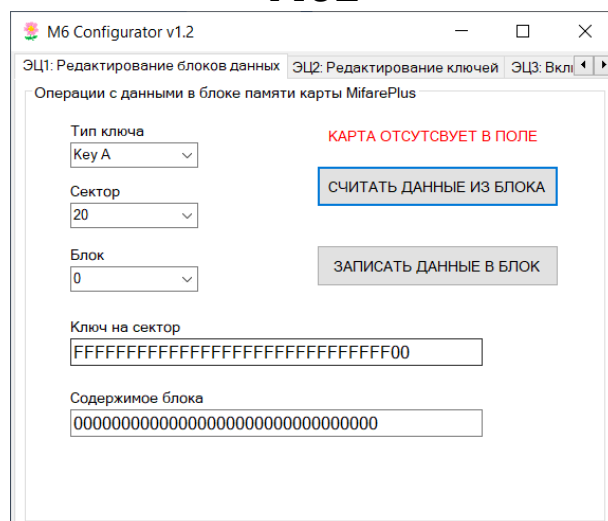 M6 Configurator v1.2
ЭЦ1: Редактирование блоков данных ЭЦ2: Редактирование ключей ЭЦ3: Вклю
Операции с данными в блоке памяти карты MifarePlus
Тип ключа
КАРТА ОТСУТСВУЕТ В ПОЛЕ
Key A
СЧИТАТЬ ДАННЫЕ ИЗ БЛОКА
Сектор
20
Блок
ЗАПИСАТЬ ДАННЫЕ В БЛОК
0
Ключ на сектор
FFFFFFFFFFFFFFFFFFFFFFFFFFFFFF00
Содержимое блока
00000000000000000000000000000000